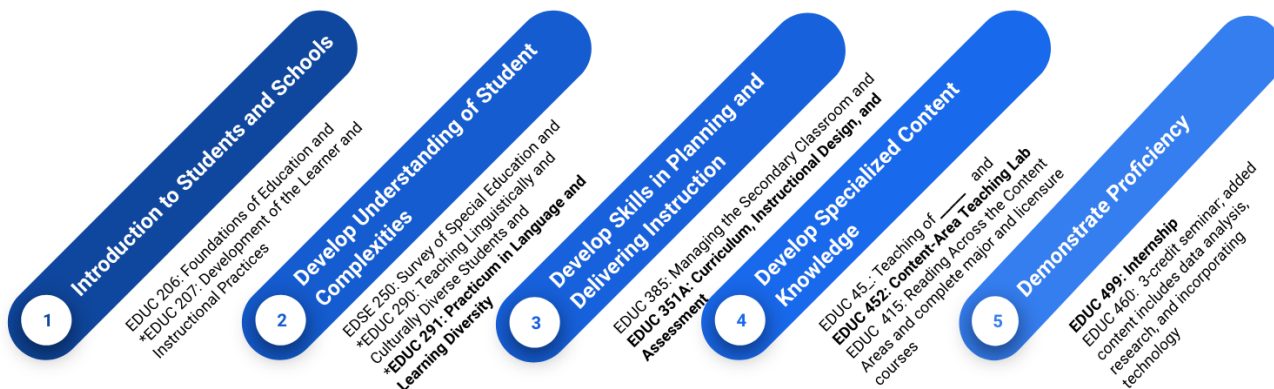 1
Introduction to Students and Schools
EDUC 206: Foundations of Education and
*EDUC 207: Development of the Learner and
Instructional Practices
2
Develop Understanding of Student
Complexities
EDSE 250: Survey of Special Education and
*EDUC 290: Teaching Linguistically and
Culturally Diverse Students and
*EDUC 291: Practicum in Language and
Learning Diversity
3
Develop Skills in Planning and
Delivering Instruction
EDUC 385: Managing the Secondary Classroom and
EDUC 351A: Curriculum, Instructional Design, and
Assessment
4
Develop Specialized Content
Knowledge
EDUC 45_: Teaching of ____ and
EDUC 452: Content-Area Teaching Lab
EDUC 415: Reading Across the Content
Areas and complete major and licensure
courses
5
Demonstrate Proficiency
EDUC 499: Internship
EDUC 460: 3-credit seminar, added
content includes data analysis,
research, and incorporating
technology